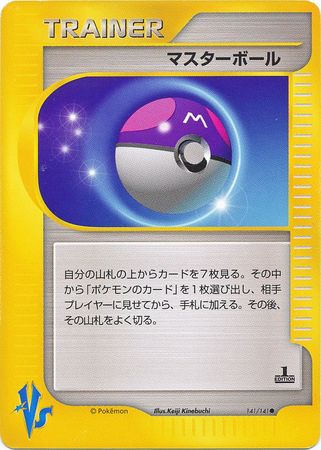 TRAINER
マスターボール
M
自分の山札の上からカードを7枚見る。その中
から「ポケモンのカード」を1枚選び出し、相手
プレイヤーに見せてから、手札に加える。その後、
その山札をよく切る。
1
EDITION
VS
© Pokémon Illus.Keiji Kinebuchi 141/141●